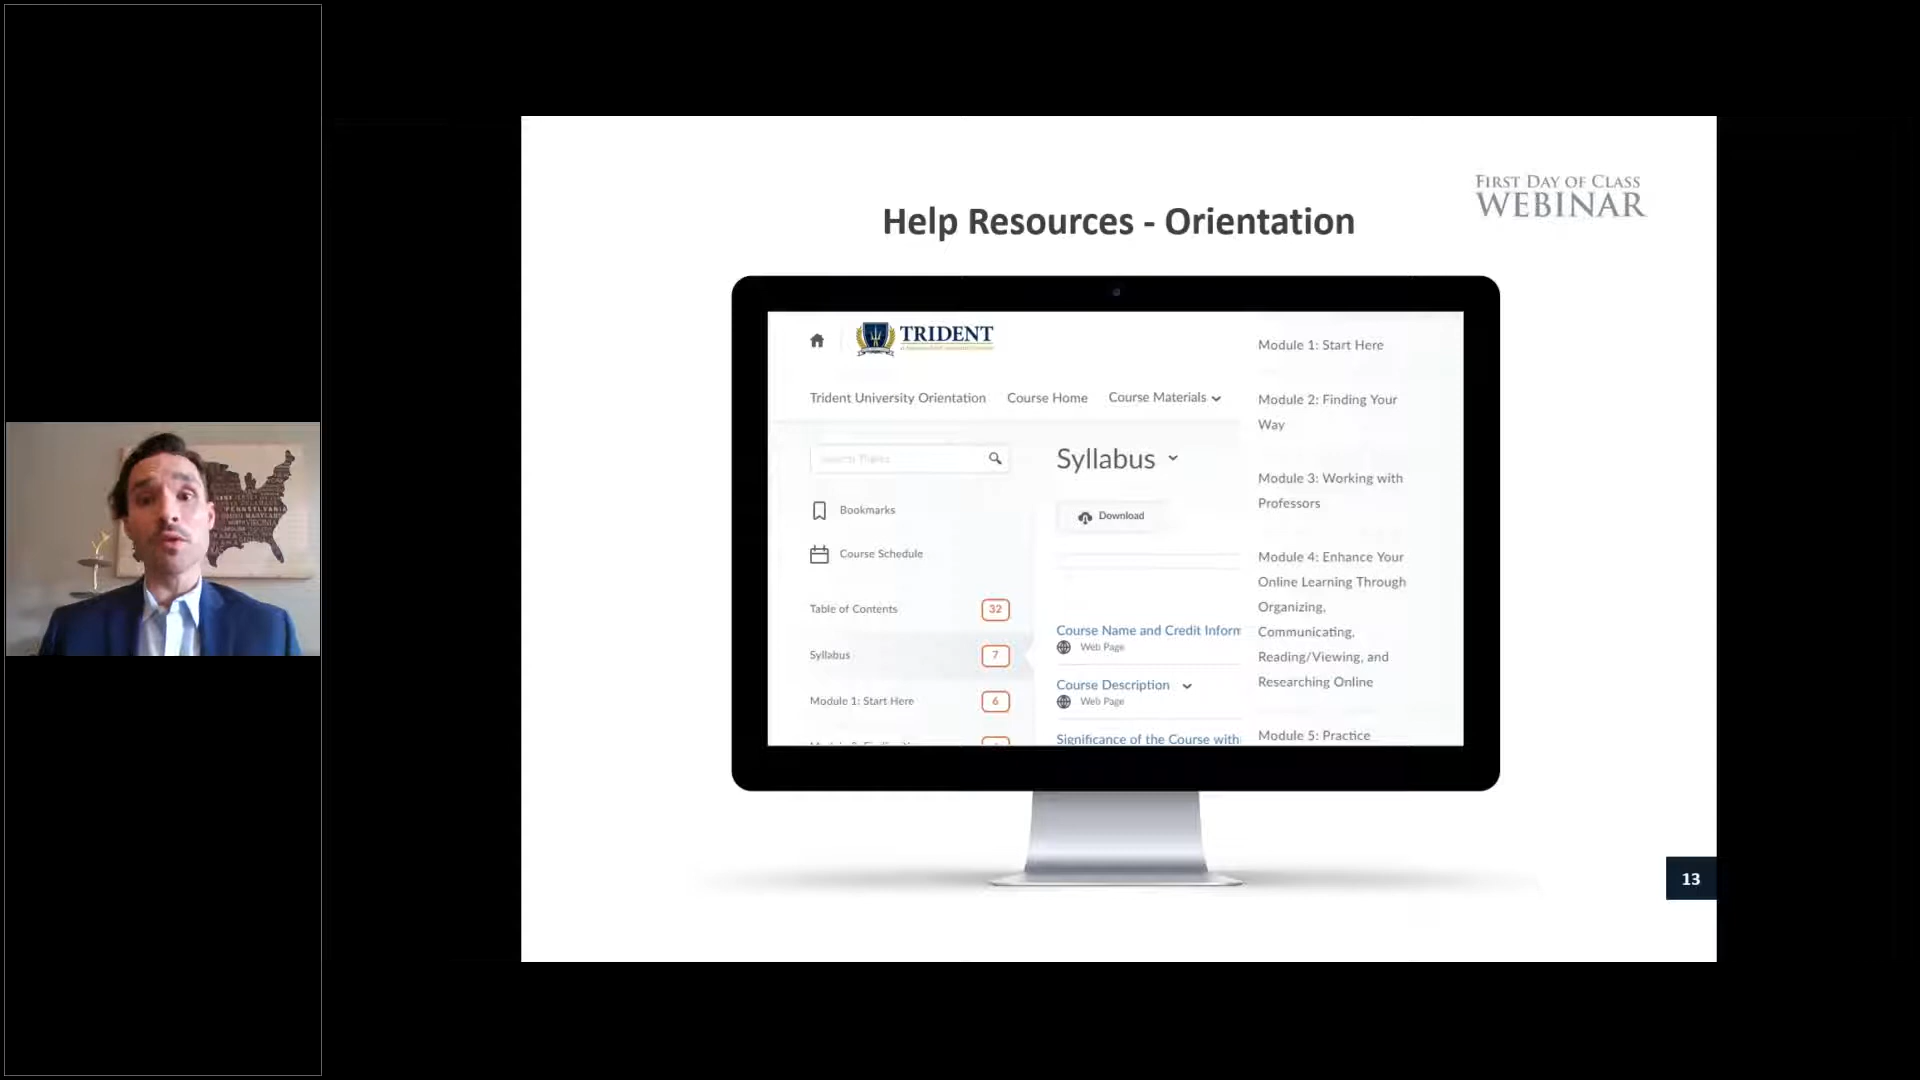 FIRST DAY OF CLASS
WEBINAR
Help Resources - Orientation
TRIDENT
Trident University Orientation
Course Home
Course Materials
Bookmarks
Course Schedule
Table of Contents
32
Syllabus
7
Module 1: Start Here
6
Syllabus
Download
Course Name and Credit Inform
Web Page
Course Description
Web Page
Significance of the Course with
Module 1: Start Here
Module 2: Finding Your
Way
Module 3: Working with
Professors
Module 4: Enhance Your
Online Learning Through
Organizing,
Communicating,
Reading/Viewing, and
Researching Online
Module 5: Practice
13
PENNSYLVANIA